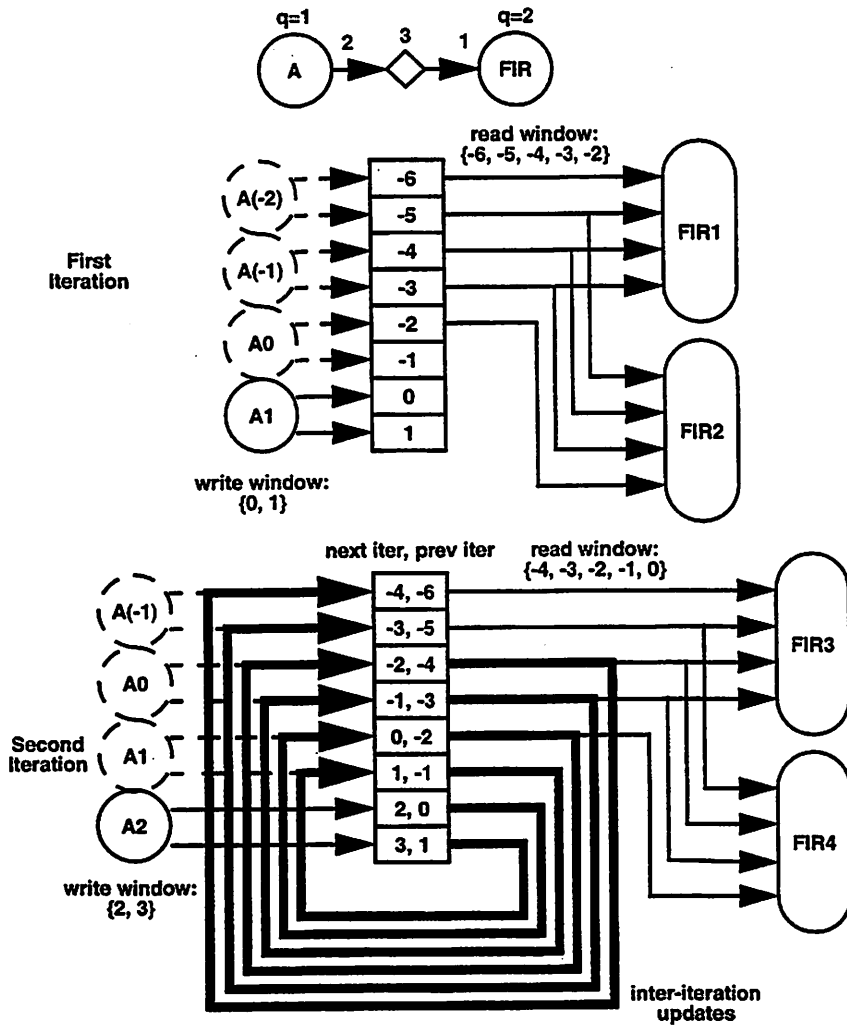 q=1
q=2
2
3
1
A
FIR
read window:
{-6, -5, -4, -3, -2}
A(-2)
-6
-5
FIR1
First
Iteration
A(-1)
-4
-3
A0
-2
-1
A1
0
1
FIR2
write window:
{0, 1}
next iter, prev iter
read window:
{-4, -3, -2, -1, 0}
A(-1)
-4, -6
-3, -5
FIR3
A0
-2, -4
-1, -3
Second
Iteration
A1
0, -2
1, -1
A2
2, 0
3, 1
FIR4
write window:
{2, 3}
inter-iteration
updates